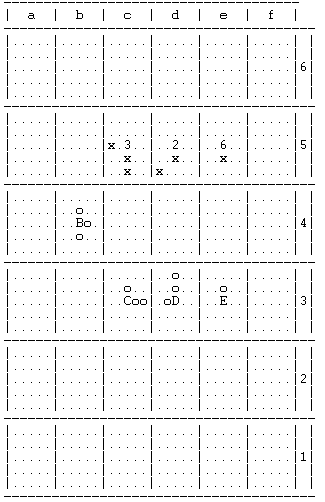 a b c d e f
6
x 3 2 6 5
x x x
x x
o
Bo 4
o
o
o o o
Coo oD E 3
2
1